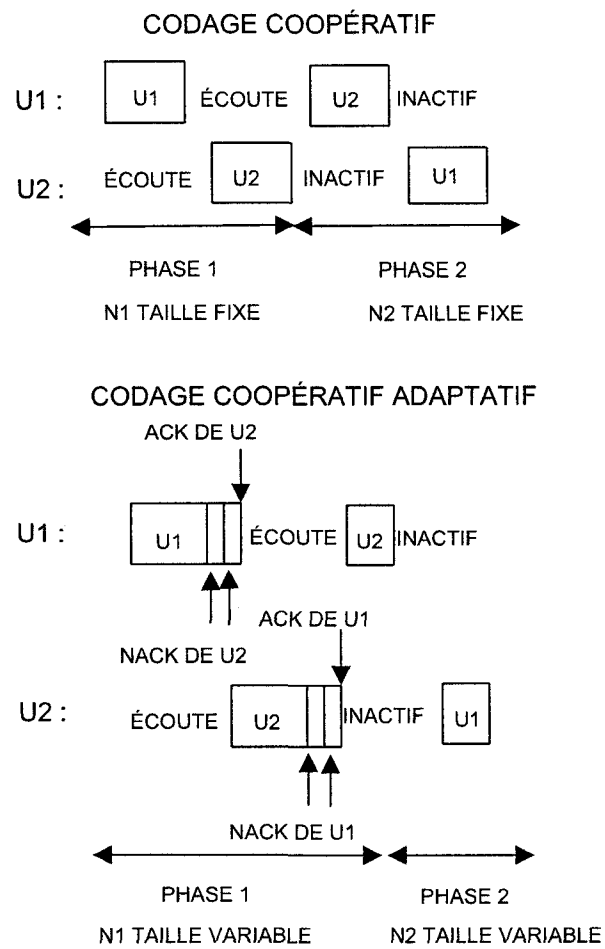 CODAGE COOPÉRATIF
U1 : U1 ÉCOUTE U2 INACTIF
U2 : ÉCOUTE U2 INACTIF U1
PHASE 1 PHASE 2
N1 TAILLE FIXE N2 TAILLE FIXE
CODAGE COOPÉRATIF ADAPTATIF
ACK DE U2
U1 : U1 ÉCOUTE U2 INACTIF
ACK DE U1
NACK DE U2
U2 : ÉCOUTE U2 INACTIF U1
NACK DE U1
PHASE 1 PHASE 2
N1 TAILLE VARIABLE N2 TAILLE VARIABLE